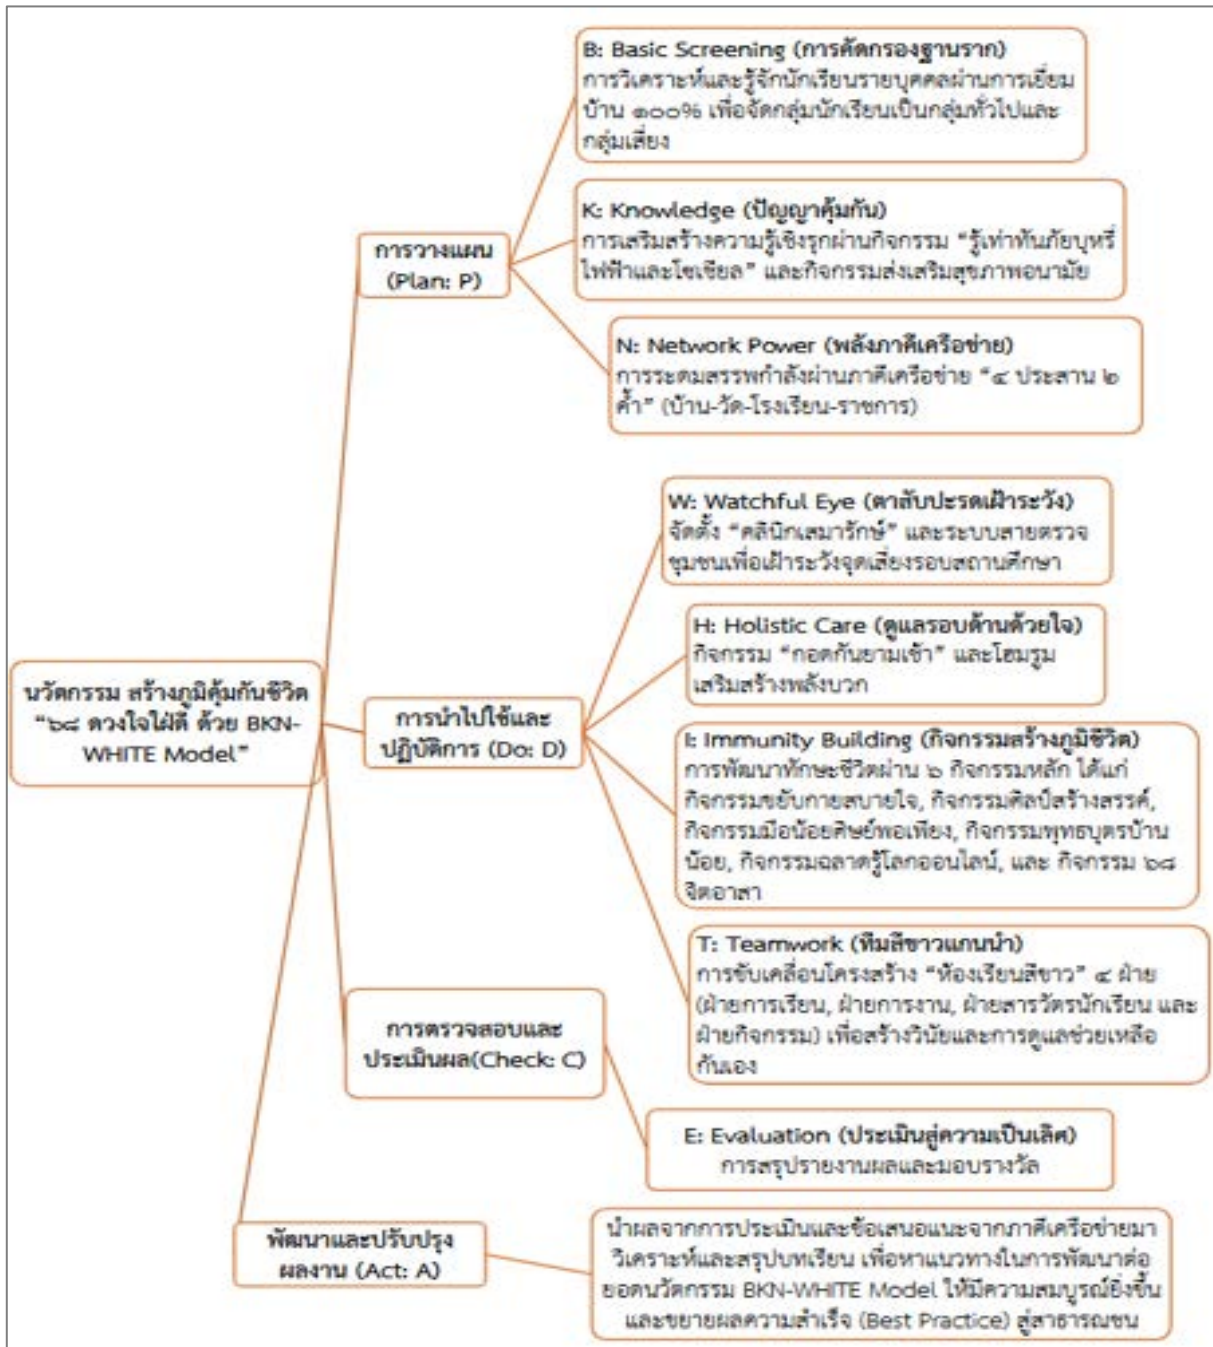 B: Basic Screening (การคัดกรองฐานราก)
การวิเคราะห์และรู้จักนักเรียนรายบุคคลผ่านการเยี่ยม
บ้าน ๑๐๐% เพื่อจัดกลุ่มนักเรียนเป็นกลุ่มทั่วไปและ
กลุ่มเสี่ยง
K: Knowledge (ปัญญาคุ้มกัน)
การเสริมสร้างความรู้เชิงรุกผ่านกิจกรรม “รู้เท่าทันภัยบุหรี่
ไฟฟ้าและโซเชียล” และกิจกรรมส่งเสริมสุขภาพอนามัย
การวางแผน
(Plan: P)
N: Network Power (พลังภาคีเครือข่าย)
การระดมสรรพกำลังผ่านภาคีเครือข่าย “๔ ประสาน ๒
ค้ำ” (บ้าน-วัด-โรงเรียน-ราชการ)
W: Watchful Eye (ตาสับปะรดเฝ้าระวัง)
จัดตั้ง “คลินิกเสมารักษ์” และระบบสายตรวจ
ชุมชนเพื่อเฝ้าระวังจุดเสี่ยงรอบสถานศึกษา
H: Holistic Care (ดูแลรอบด้านด้วยใจ)
กิจกรรม “กอดกันยามเช้า” และโฮมรูม
เสริมสร้างพลังบวก
นวัตกรรม สร้างภูมิคุ้มกันชีวิต
“๖๘ ดวงใจใฝ่ดี ด้วย BKN-
WHITE Model”
การนำไปใช้และ
ปฏิบัติการ (Do: D)
I: Immunity Building (กิจกรรมสร้างภูมิชีวิต)
การพัฒนาทักษะชีวิตผ่าน ๖ กิจกรรมหลัก ได้แก่
กิจกรรมขยับกายสบายใจ, กิจกรรมศิลป์สร้างสรรค์,
กิจกรรมมือน้อยศิษย์พอเพียง, กิจกรรมพุทธบุตรบ้าน
น้อย, กิจกรรมฉลาดรู้โลกออนไลน์, และ กิจกรรม ๖๘
จิตอาสา
T: Teamwork (ทีมสีขาวแกนนำ)
การขับเคลื่อนโครงสร้าง “ห้องเรียนสีขาว” ๔ ฝ่าย
(ฝ่ายการเรียน, ฝ่ายการงาน, ฝ่ายสารวัตรนักเรียน และ
ฝ่ายกิจกรรม) เพื่อสร้างวินัยและการดูแลช่วยเหลือ
กันเอง
การตรวจสอบและ
ประเมินผล(Check: C)
E: Evaluation (ประเมินสู่ความเป็นเลิศ)
การสรุปรายงานผลและมอบรางวัล
พัฒนาและปรับปรุง
ผลงาน (Act: A)
นำผลจากการประเมินและข้อเสนอแนะจากภาคีเครือข่ายมา
วิเคราะห์และสรุปบทเรียน เพื่อหาแนวทางในการพัฒนาต่อ
ยอดนวัตกรรม BKN-WHITE Model ให้มีความสมบูรณ์ยิ่งขึ้น
และขยายผลความสำเร็จ (Best Practice) สู่สาธารณชน